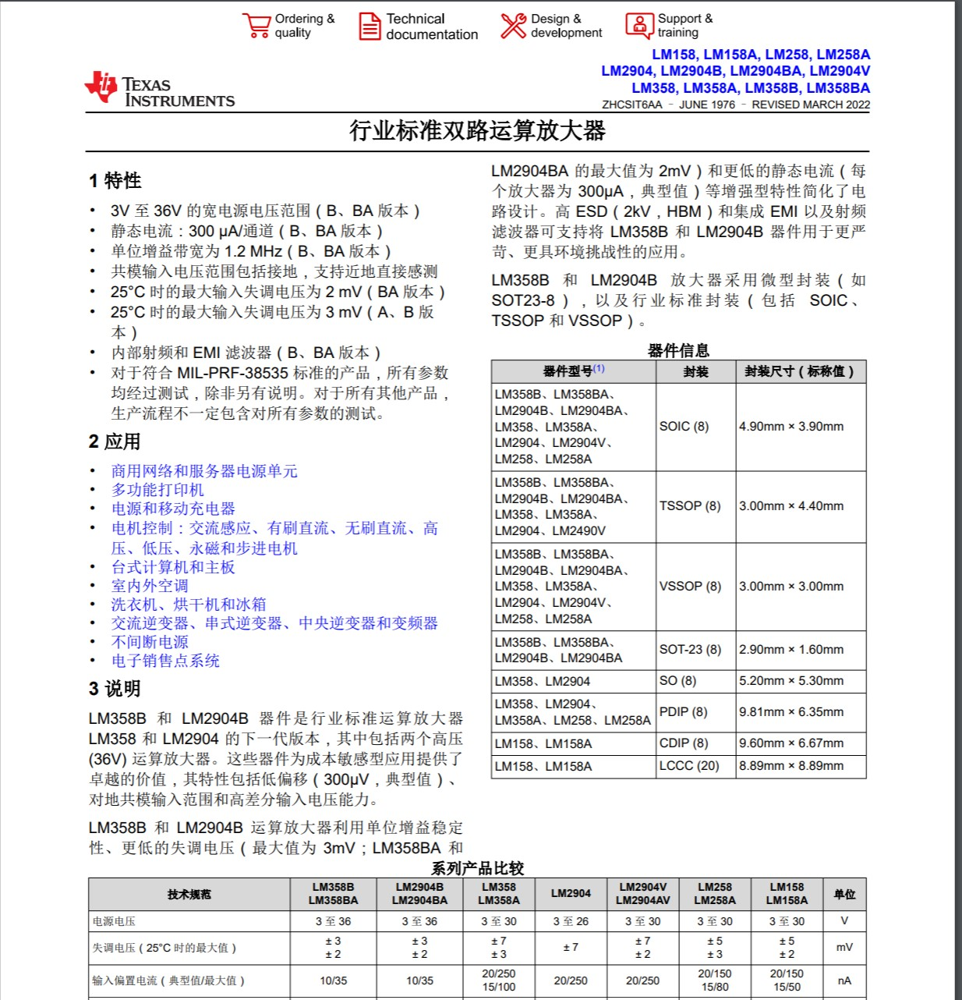 Ordering &
quality
Technical
documentation
Design &
development
Support &
training
TEXAS
INSTRUMENTS
LM158, LM158A, LM258, LM258A
LM2904, LM2904B, LM2904BA, LM2904V
LM358, LM358A, LM358B, LM358BA
ZHCSIT6AA – JUNE 1976 – REVISED MARCH 2022
行业标准双路运算放大器
1 特性
• 3V 至 36V 的宽电源电压范围（B、BA 版本）
• 静态电流：300 µA/通道（B、BA 版本）
• 单位增益带宽为 1.2 MHz（B、BA 版本）
• 共模输入电压范围包括接地，支持近地直接感测
• 25°C 时的最大输入失调电压为 2 mV（BA 版本）
• 25°C 时的最大输入失调电压为 3 mV（A、B 版
本）
• 内部射频和 EMI 滤波器（B、BA 版本）
• 对于符合 MIL-PRF-38535 标准的产品，所有参数
均经过测试，除非另有说明。对于所有其他产品，
生产流程不一定包含对所有参数的测试。
2 应用
• 商用网络和服务器电源单元
• 多功能打印机
• 电源和移动充电器
• 电机控制：交流感应、有刷直流、无刷直流、高
压、低压、永磁和步进电机
• 台式计算机和主板
• 室内外空调
• 洗衣机、烘干机和冰箱
• 交流逆变器、串式逆变器、中央逆变器和变频器
• 不间断电源
• 电子销售点系统
3 说明
LM358B 和 LM2904B 器件是行业标准运算放大器
LM358 和 LM2904 的下一代版本，其中包括两个高压
(36V) 运算放大器。这些器件为成本敏感型应用提供了
卓越的价值，其特性包括低偏移（300µV，典型值）、
对地共模输入范围和高差分输入电压能力。
LM358B 和 LM2904B 运算放大器利用单位增益稳定
性、更低的失调电压（最大值为 3mV；LM358BA 和
LM2904BA 的最大值为 2mV）和更低的静态电流（每
个放大器为 300µA，典型值）等增强型特性简化了电
路设计。高 ESD（2kV，HBM）和集成 EMI 以及射频
滤波器可支持将 LM358B 和 LM2904B 器件用于更严
苛、更具环境挑战性的应用。
LM358B 和 LM2904B 放大器采用微型封装（如
SOT23-8），以及行业标准封装（包括 SOIC、
TSSOP 和 VSSOP）。
器件信息
器件型号(1) 封装 封装尺寸（标称值）
LM358B、LM358BA、
LM2904B、LM2904BA、
LM358、LM358A、
LM2904、LM2904V、
LM258、LM258A
SOIC (8) 4.90mm × 3.90mm
LM358B、LM358BA、
LM2904B、LM2904BA、
LM358、LM358A、
LM2904、LM2490V
TSSOP (8) 3.00mm × 4.40mm
LM358B、LM358BA、
LM2904B、LM2904BA、
LM358、LM358A、
LM2904、LM2904V、
LM258、LM258A
VSSOP (8) 3.00mm × 3.00mm
LM358B、LM358BA、
LM2904B、LM2904BA
SOT-23 (8) 2.90mm × 1.60mm
LM358、LM2904 SO (8) 5.20mm × 5.30mm
LM358、LM2904、
LM358A、LM258、LM258A
PDIP (8) 9.81mm × 6.35mm
LM158、LM158A CDIP (8) 9.60mm × 6.67mm
LM158、LM158A LCCC (20) 8.89mm × 8.89mm
系列产品比较
技术规范 LM358B LM2904B LM358 LM2904 LM2904V LM258 LM158 单位
LM358BA LM2904BA LM358A LM2904AV LM258A LM158A
电源电压 3 至 36 3 至 36 3 至 30 3 至 26 3 至 30 3 至 30 3 至 30 V
失调电压（25°C 时的最大值） ± 3 ± 3 ± 7 ± 7 ± 7 ± 5 ± 5 mV
± 2 ± 2 ± 3 ± 2 ± 3 ± 2
输入偏置电流（典型值/最大值） 10/35 10/35 20/250 20/250 20/250 20/150 20/150 nA
15/100 15/80 15/50